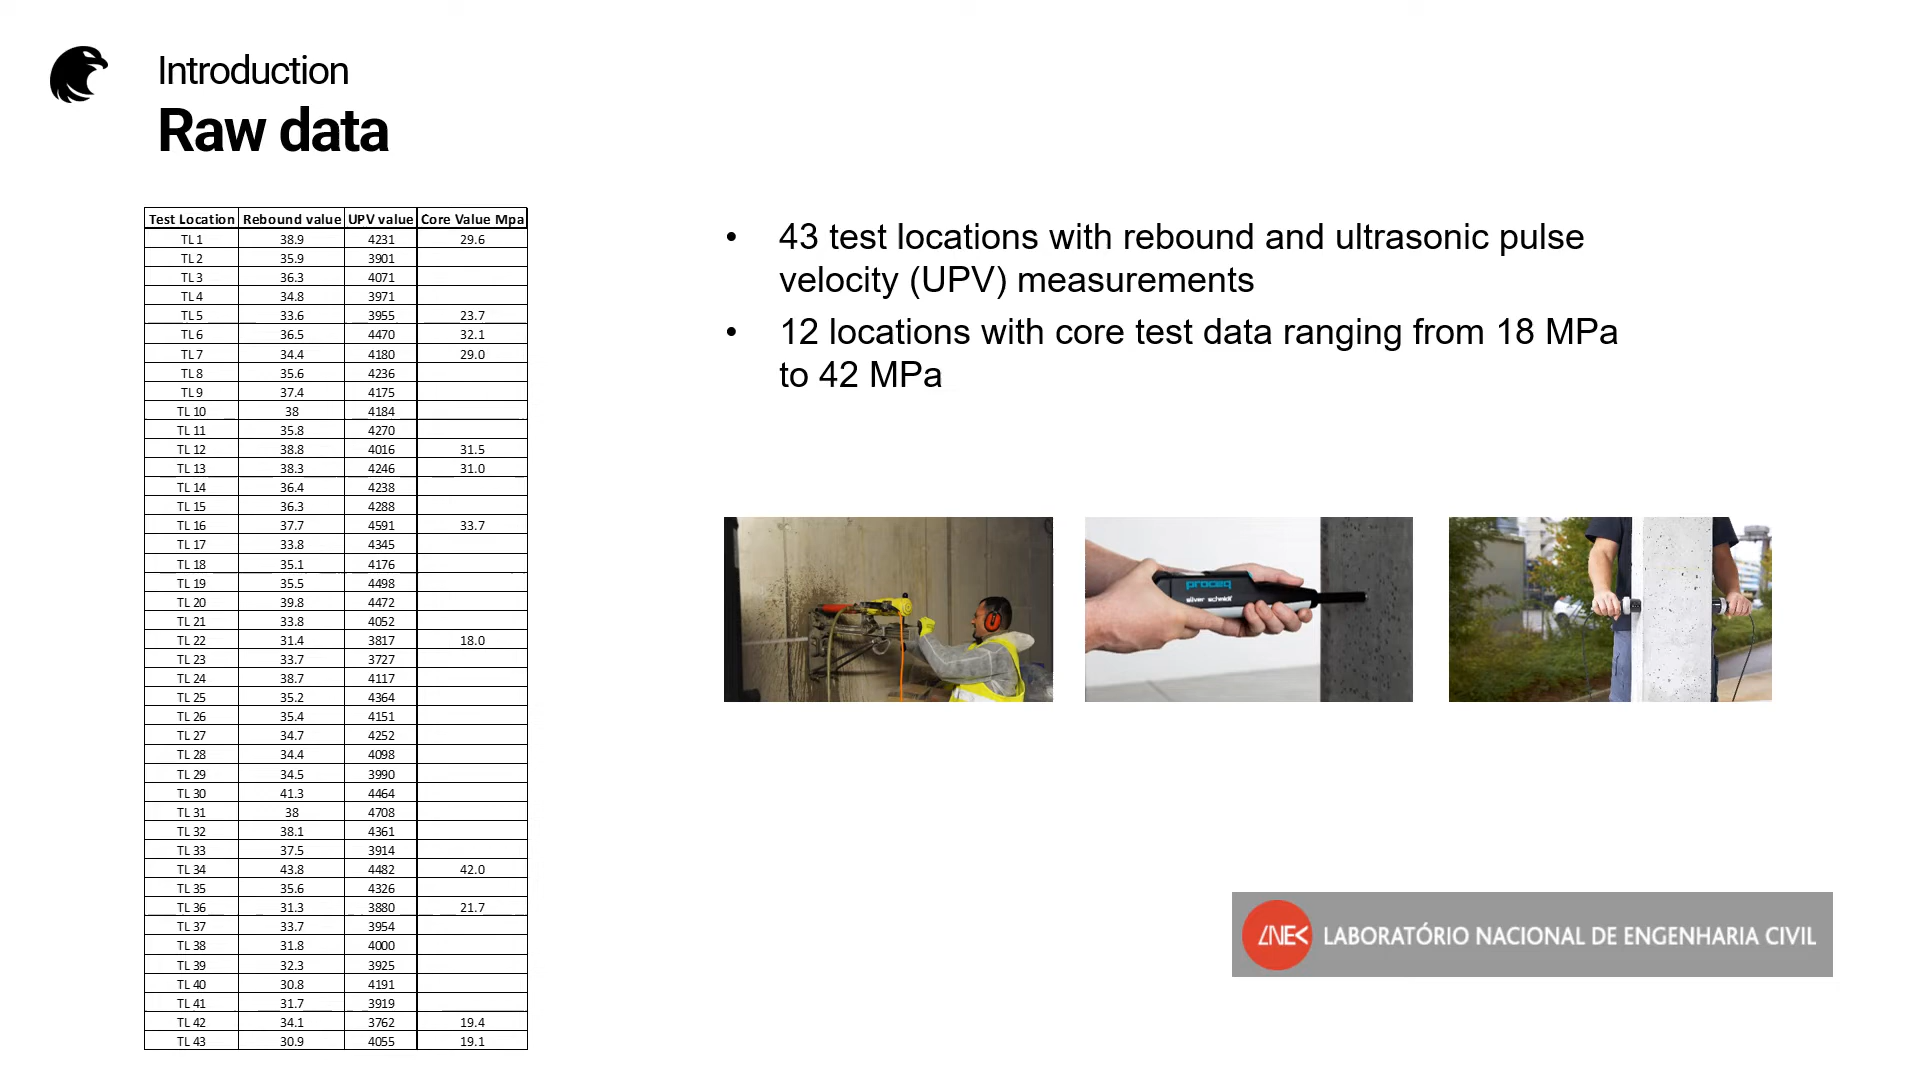 Introduction
Raw data
Test Location Rebound value UPV value Core Value Mpa
TL 1 38.9 4231 29.6
TL 2 35.9 3901
TL 3 36.3 4071
TL 4 34.8 3971
TL 5 33.6 3955 23.7
TL 6 36.5 4470 32.1
TL 7 34.4 4180 29.0
TL 8 35.6 4236
TL 9 37.4 4175
TL 10 38 4184
TL 11 35.8 4270
TL 12 38.8 4016 31.5
TL 13 38.3 4246 31.0
TL 14 36.4 4238
TL 15 36.3 4288
TL 16 37.7 4591 33.7
TL 17 33.8 4345
TL 18 35.1 4176
TL 19 35.5 4498
TL 20 39.8 4472
TL 21 33.8 4052
TL 22 31.4 3817 18.0
TL 23 33.7 3727
TL 24 38.7 4117
TL 25 35.2 4364
TL 26 35.4 4151
TL 27 34.7 4252
TL 28 34.4 4098
TL 29 34.5 3990
TL 30 41.3 4464
TL 31 38 4708
TL 32 38.1 4361
TL 33 37.5 3914
TL 34 43.8 4482 42.0
TL 35 35.6 4326
TL 36 31.3 3880 21.7
TL 37 33.7 3954
TL 38 31.8 4000
TL 39 32.3 3925
TL 40 30.8 4191
TL 41 31.7 3919
TL 42 34.1 3762 19.4
TL 43 30.9 4055 19.1
• 43 test locations with rebound and ultrasonic pulse
velocity (UPV) measurements
• 12 locations with core test data ranging from 18 MPa
to 42 MPa
proceq
silver schmidt
LNEC LABORATÓRIO NACIONAL DE ENGENHARIA CIVIL